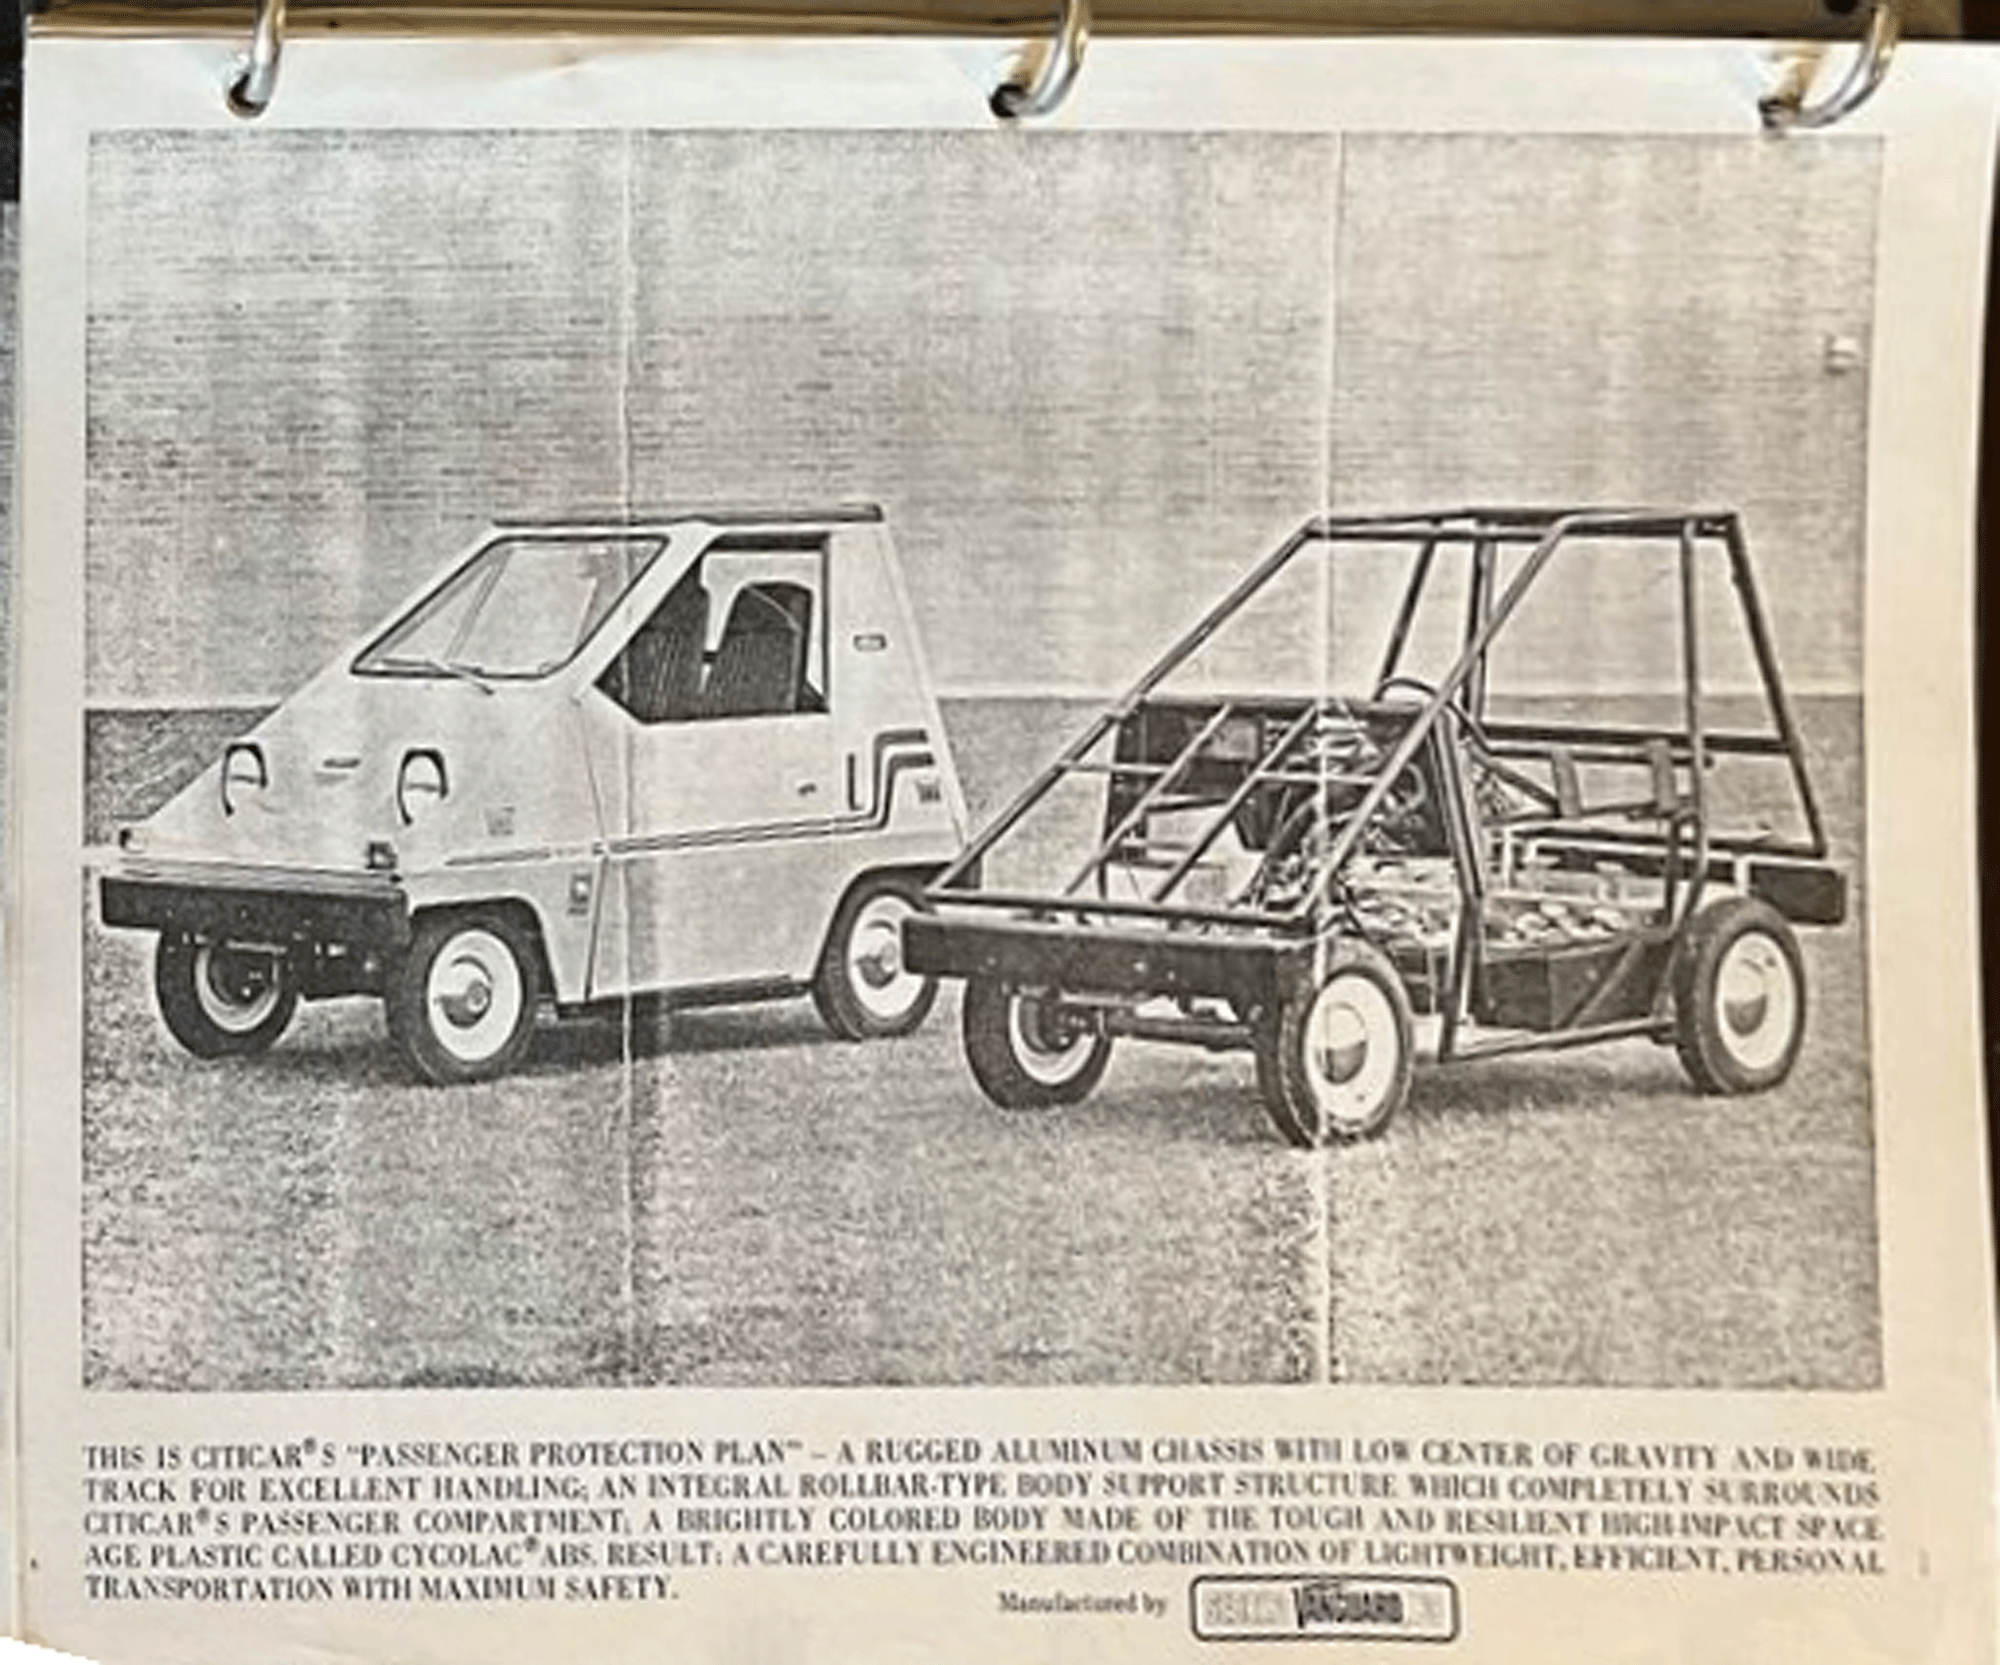 THIS IS CITICAR®S "PASSENGER PROTECTION PLAN" – A RUGGED ALUMINUM CHASSIS WITH LOW CENTER OF GRAVITY AND WIDE
TRACK FOR EXCELLENT HANDLING; AN INTEGRAL ROLLBAR-TYPE BODY SUPPORT STRUCTURE WHICH COMPLETELY SURROUNDS
CITICAR®S PASSENGER COMPARTMENT; A BRIGHTLY COLORED BODY MADE OF THE TOUGH AND RESILIENT HIGH-IMPACT SPACE
AGE PLASTIC CALLED CYCOLAC® ABS. RESULT: A CAREFULLY ENGINEERED COMBINATION OF LIGHTWEIGHT, EFFICIENT, PERSONAL
TRANSPORTATION WITH MAXIMUM SAFETY.
Manufactured by
VANGUARD